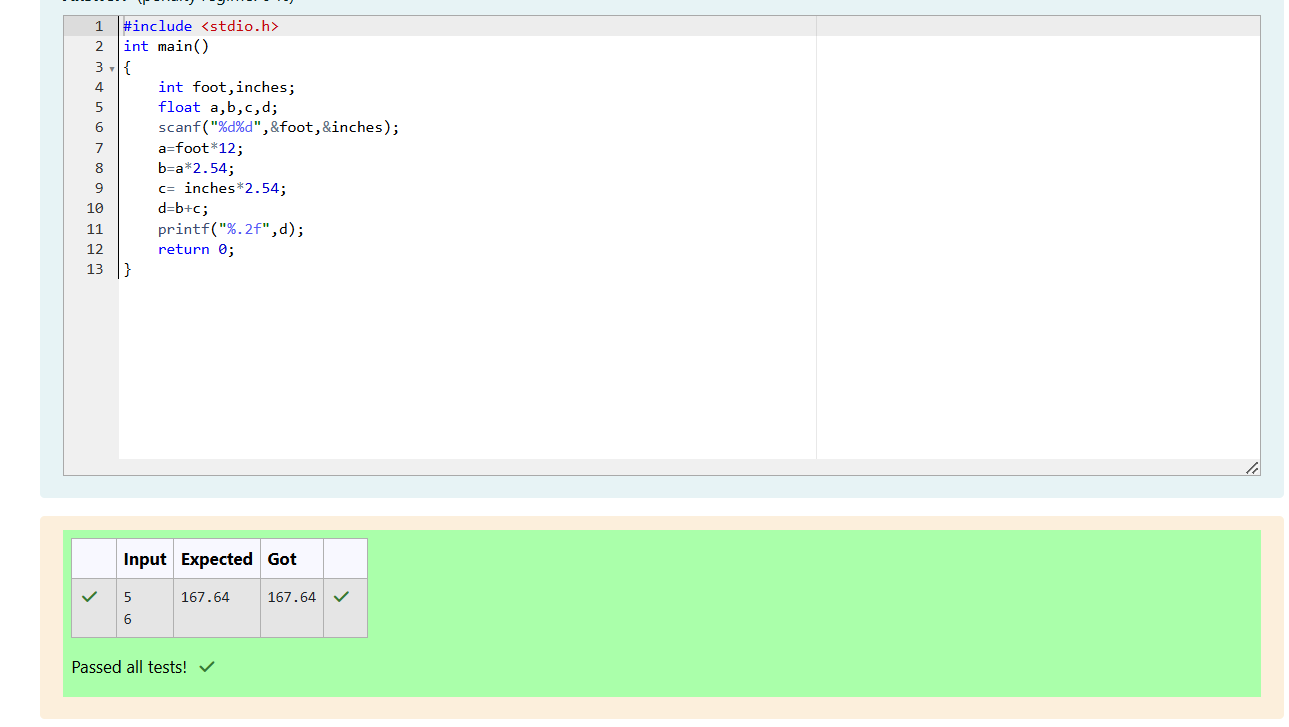 1 #include <stdio.h>
2 int main()
3 {
4 int foot,inches;
5 float a,b,c,d;
6 scanf("%d%d",&foot,&inches);
7 a=foot*12;
8 b=a*2.54;
9 c= inches*2.54;
10 d=b+c;
11 printf("%.2f",d);
12 return 0;
13 }
Input Expected Got
5 167.64 167.64
6
Passed all tests!